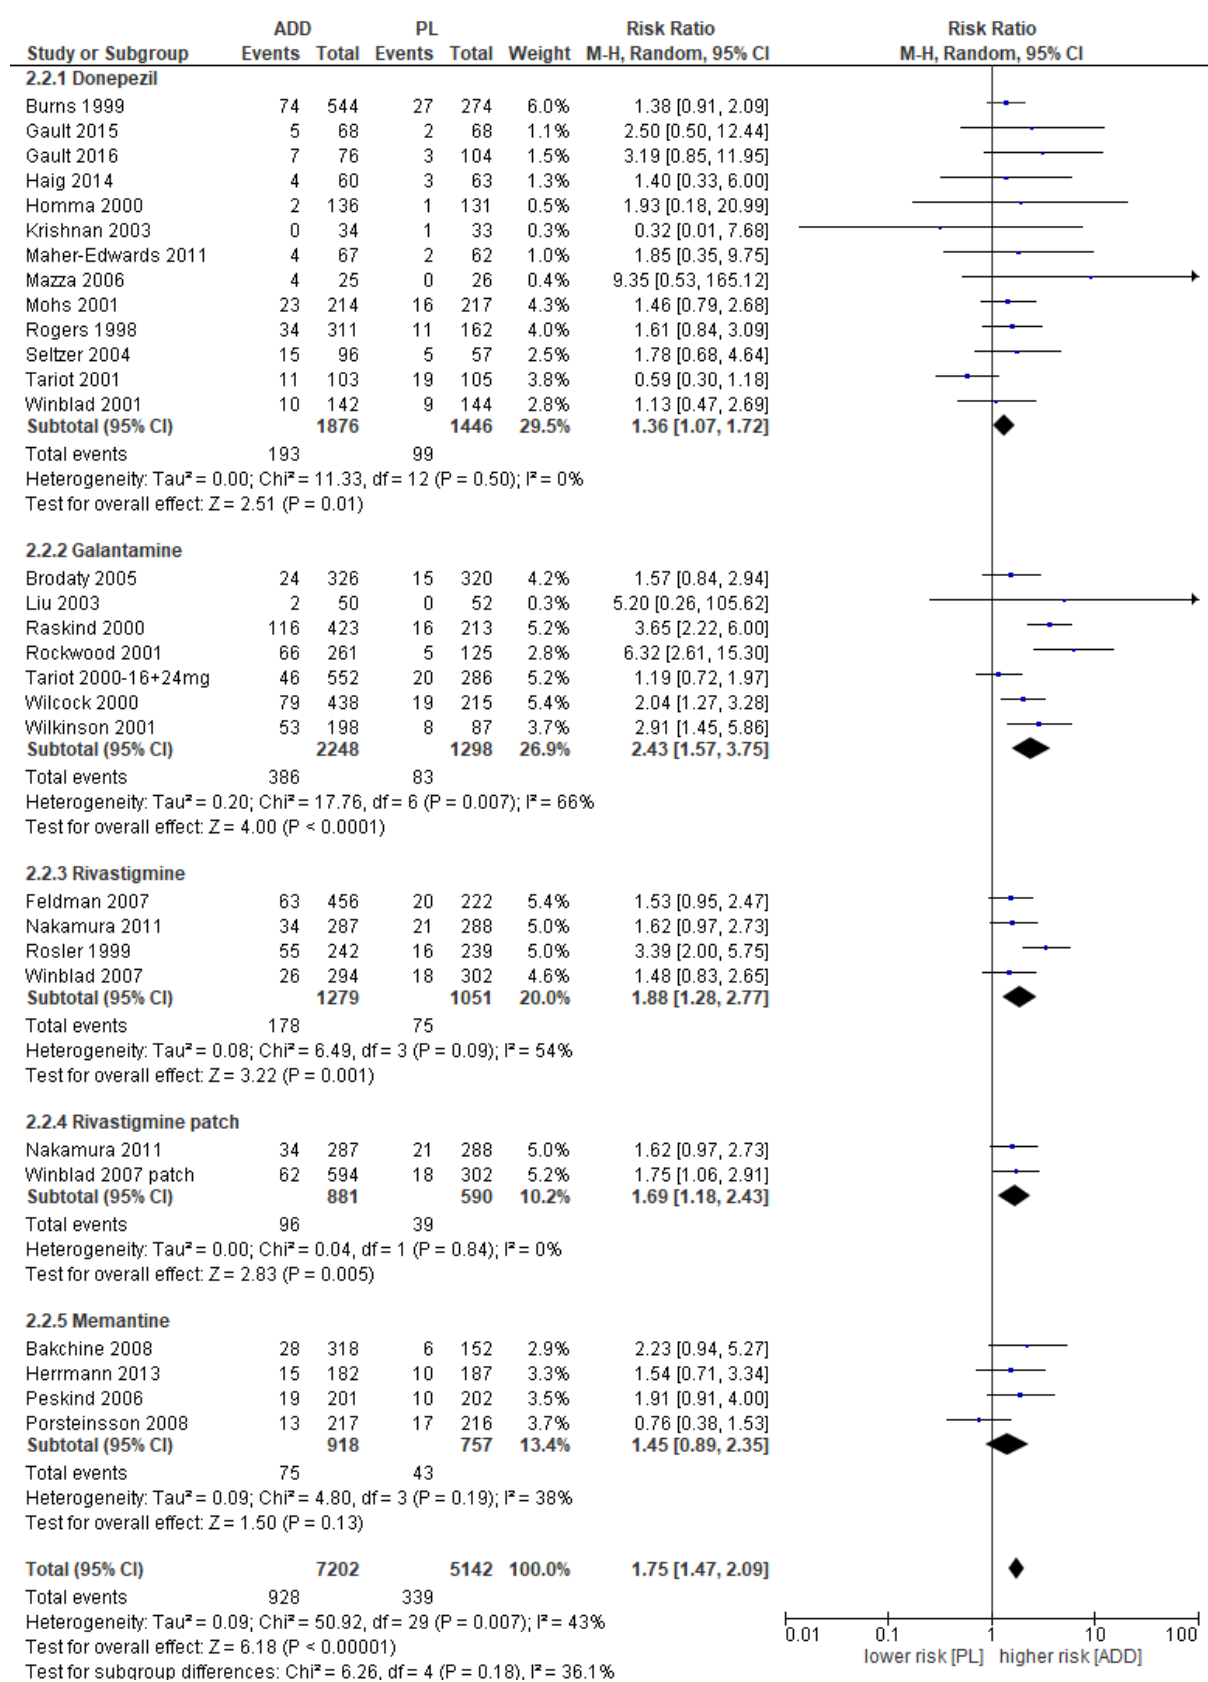 ADD PL Risk Ratio Risk Ratio
Study or Subgroup Events Total Events Total Weight M-H, Random, 95% CI M-H, Random, 95% CI
2.2.1 Donepezil
Burns 1999 74 544 27 274 6.0% 1.38 [0.91, 2.09]
Gault 2015 5 68 2 68 1.1% 2.50 [0.50, 12.44]
Gault 2016 7 76 3 104 1.5% 3.19 [0.85, 11.95]
Haig 2014 4 60 3 63 1.3% 1.40 [0.33, 6.00]
Homma 2000 2 136 1 131 0.5% 1.93 [0.18, 20.99]
Krishnan 2003 0 34 1 33 0.3% 0.32 [0.01, 7.68]
Maher-Edwards 2011 4 67 2 62 1.0% 1.85 [0.35, 9.75]
Mazza 2006 4 25 0 26 0.4% 9.35 [0.53, 165.12]
Mohs 2001 23 214 16 217 4.3% 1.46 [0.79, 2.68]
Rogers 1998 34 311 11 162 4.0% 1.61 [0.84, 3.09]
Seltzer 2004 15 96 5 57 2.5% 1.78 [0.68, 4.64]
Tariot 2001 11 103 19 105 3.8% 0.59 [0.30, 1.18]
Winblad 2001 10 142 9 144 2.8% 1.13 [0.47, 2.69]
Subtotal (95% CI) 1876 1446 29.5% 1.36 [1.07, 1.72]
Total events 193 99
Heterogeneity: Tau² = 0.00; Chi² = 11.33, df = 12 (P = 0.50); I² = 0%
Test for overall effect: Z = 2.51 (P = 0.01)
2.2.2 Galantamine
Brodaty 2005 24 326 15 320 4.2% 1.57 [0.84, 2.94]
Liu 2003 2 50 0 52 0.3% 5.20 [0.26, 105.62]
Raskind 2000 116 423 16 213 5.2% 3.65 [2.22, 6.00]
Rockwood 2001 66 261 5 125 2.8% 6.32 [2.61, 15.30]
Tariot 2000-16+24mg 46 552 20 286 5.2% 1.19 [0.72, 1.97]
Wilcock 2000 79 438 19 215 5.4% 2.04 [1.27, 3.28]
Wilkinson 2001 53 198 8 87 3.7% 2.91 [1.45, 5.86]
Subtotal (95% CI) 2248 1298 26.9% 2.43 [1.57, 3.75]
Total events 386 83
Heterogeneity: Tau² = 0.20; Chi² = 17.76, df = 6 (P = 0.007); I² = 66%
Test for overall effect: Z = 4.00 (P < 0.0001)
2.2.3 Rivastigmine
Feldman 2007 63 456 20 222 5.4% 1.53 [0.95, 2.47]
Nakamura 2011 34 287 21 288 5.0% 1.62 [0.97, 2.73]
Rosler 1999 55 242 16 239 5.0% 3.39 [2.00, 5.75]
Winblad 2007 26 294 18 302 4.6% 1.48 [0.83, 2.65]
Subtotal (95% CI) 1279 1051 20.0% 1.88 [1.28, 2.77]
Total events 178 75
Heterogeneity: Tau² = 0.08; Chi² = 6.49, df = 3 (P = 0.09); I² = 54%
Test for overall effect: Z = 3.22 (P = 0.001)
2.2.4 Rivastigmine patch
Nakamura 2011 34 287 21 288 5.0% 1.62 [0.97, 2.73]
Winblad 2007 patch 62 594 18 302 5.2% 1.75 [1.06, 2.91]
Subtotal (95% CI) 881 590 10.2% 1.69 [1.18, 2.43]
Total events 96 39
Heterogeneity: Tau² = 0.00; Chi² = 0.04, df = 1 (P = 0.84); I² = 0%
Test for overall effect: Z = 2.83 (P = 0.005)
2.2.5 Memantine
Bakchine 2008 28 318 6 152 2.9% 2.23 [0.94, 5.27]
Herrmann 2013 15 182 10 187 3.3% 1.54 [0.71, 3.34]
Peskind 2006 19 201 10 202 3.5% 1.91 [0.91, 4.00]
Porsteinsson 2008 13 217 17 216 3.7% 0.76 [0.38, 1.53]
Subtotal (95% CI) 918 757 13.4% 1.45 [0.89, 2.35]
Total events 75 43
Heterogeneity: Tau² = 0.09; Chi² = 4.80, df = 3 (P = 0.19); I² = 38%
Test for overall effect: Z = 1.50 (P = 0.13)
Total (95% CI) 7202 5142 100.0% 1.75 [1.47, 2.09]
Total events 928 339
Heterogeneity: Tau² = 0.09; Chi² = 50.92, df = 29 (P = 0.007); I² = 43%
Test for overall effect: Z = 6.18 (P < 0.00001)
Test for subgroup differences: Chi² = 6.26, df = 4 (P = 0.18), I² = 36.1%
0.01 0.1 1 10 100
lower risk [PL] higher risk [ADD]